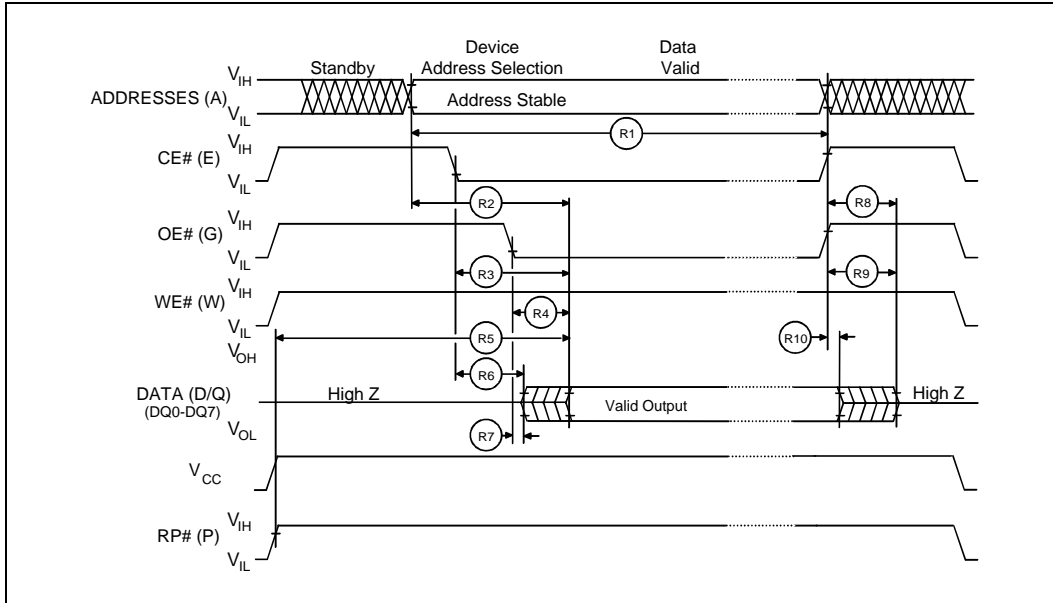 Device Data
Standby Address Selection Valid
V_IH
ADDRESSES (A) Address Stable
V_IL
R1
V_IH
CE# (E)
V_IL
R2 R8
V_IH
OE# (G)
V_IL
R3 R9
V_IH
WE# (W)
R4
V_IL
R5 R10
V_OH
R6
DATA (D/Q) High Z Valid Output High Z
(DQ0-DQ7)
V_OL
R7
V_CC
V_IH
RP# (P)
V_IL